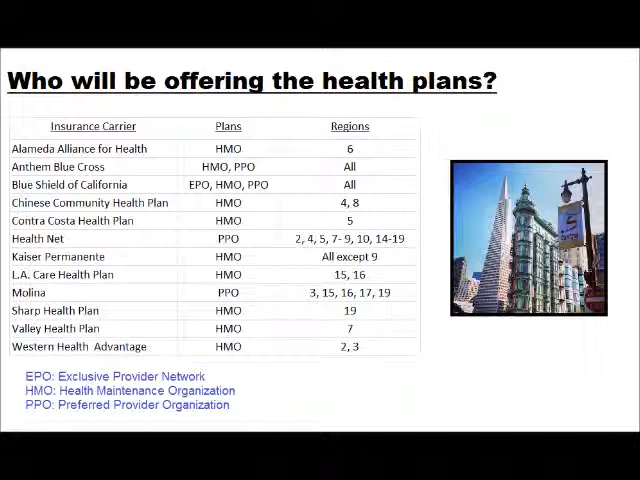 Who will be offering the health plans?
Insurance Carrier Plans Regions
Alameda Alliance for Health HMO 6
Anthem Blue Cross HMO, PPO All
Blue Shield of California EPO, HMO, PPO All
Chinese Community Health Plan HMO 4, 8
Contra Costa Health Plan HMO 5
Health Net PPO 2, 4, 5, 7- 9, 10, 14-19
Kaiser Permanente HMO All except 9
L.A. Care Health Plan HMO 15, 16
Molina PPO 3, 15, 16, 17, 19
Sharp Health Plan HMO 19
Valley Health Plan HMO 7
Western Health Advantage HMO 2, 3
EPO: Exclusive Provider Network
HMO: Health Maintenance Organization
PPO: Preferred Provider Organization